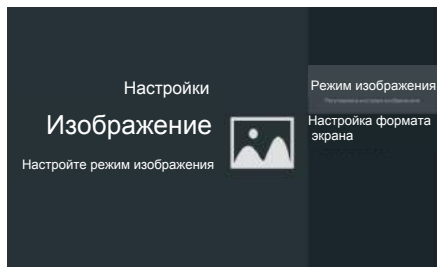 Настройки
Изображение
Настройте режим изображения
Режим изображения
Настройка формата
экрана